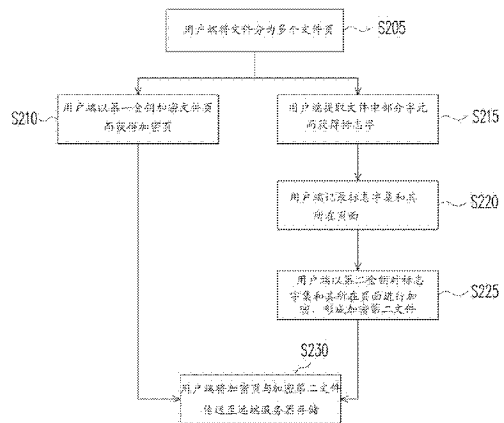 用户端将文件分为多个文件页
S205
用户端以第一金钥加密文件页
而获得加密页
S210
用户端提取文件中部分字元
而获得标志字
S215
用户端记录标志字集和其
所在页面
S220
用户端以第二金钥对标志
字集和其所在页面进行加
密，形成加密第二文件
S225
S230
用户端将加密页与加密第二文件
传送至远端服务器存储